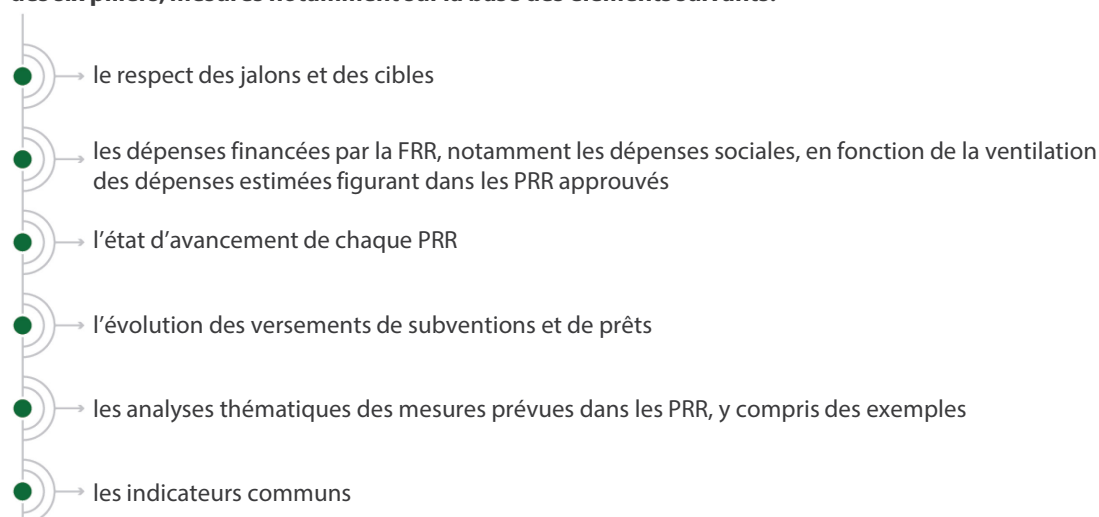 le respect des jalons et des cibles
les dépenses financées par la FRR, notamment les dépenses sociales, en fonction de la ventilation
des dépenses estimées figurant dans les PRR approuvés
l'état d'avancement de chaque PRR
l'évolution des versements de subventions et de prêts
les analyses thématiques des mesures prévues dans les PRR, y compris des exemples
les indicateurs communs